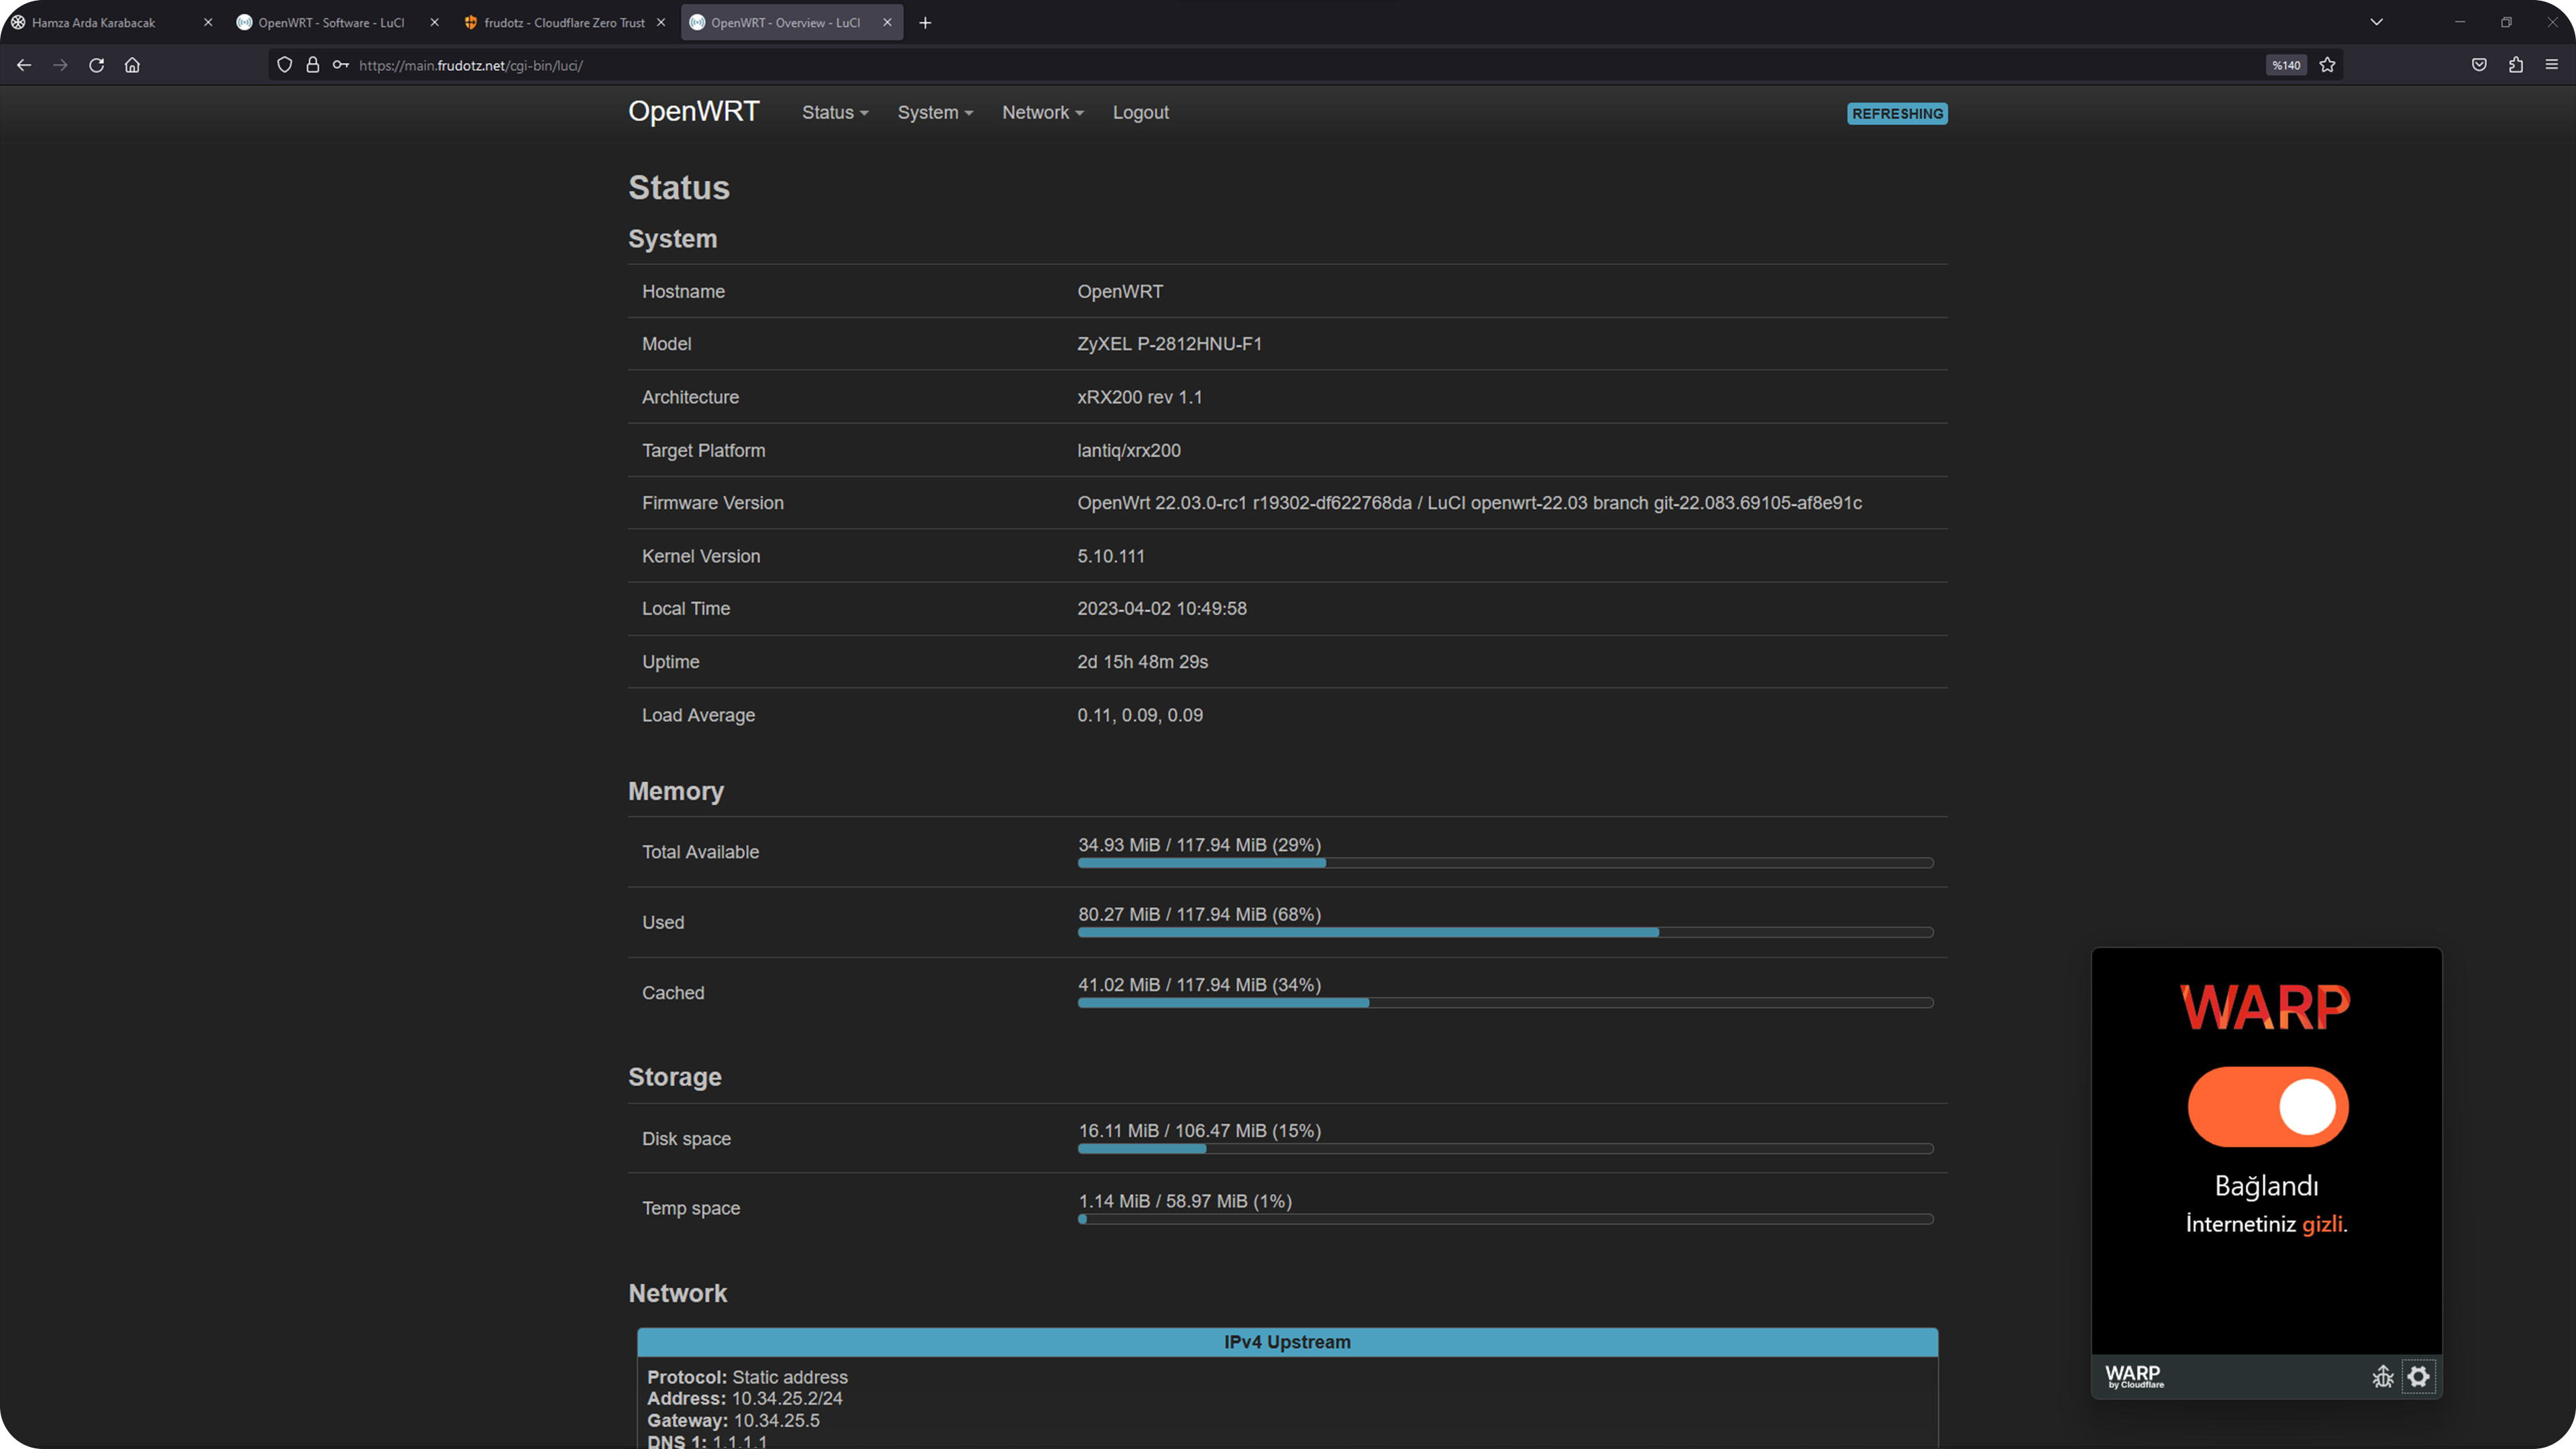 Hamza Arda Karabacak
OpenWRT - Software - LuCI
frudotz - Cloudflare Zero Trust
OpenWRT - Overview - LuCI
https://main.frudotz.net/cgi-bin/luci/
%140
OpenWRT Status System Network Logout REFRESHING
Status
System
Hostname OpenWRT
Model ZyXEL P-2812HNU-F1
Architecture xRX200 rev 1.1
Target Platform lantiq/xrx200
Firmware Version OpenWrt 22.03.0-rc1 r19302-df622768da / LuCI openwrt-22.03 branch git-22.083.69105-af8e91c
Kernel Version 5.10.111
Local Time 2023-04-02 10:49:58
Uptime 2d 15h 48m 29s
Load Average 0.11, 0.09, 0.09
Memory
Total Available 34.93 MiB / 117.94 MiB (29%)
Used 80.27 MiB / 117.94 MiB (68%)
Cached 41.02 MiB / 117.94 MiB (34%)
Storage
Disk space 16.11 MiB / 106.47 MiB (15%)
Temp space 1.14 MiB / 58.97 MiB (1%)
Network
IPv4 Upstream
Protocol: Static address
Address: 10.34.25.2/24
Gateway: 10.34.25.5
DNS 1: 1.1.1.1
WARP
Bağlandı
İnternetiniz gizli.
WARP
by Cloudflare